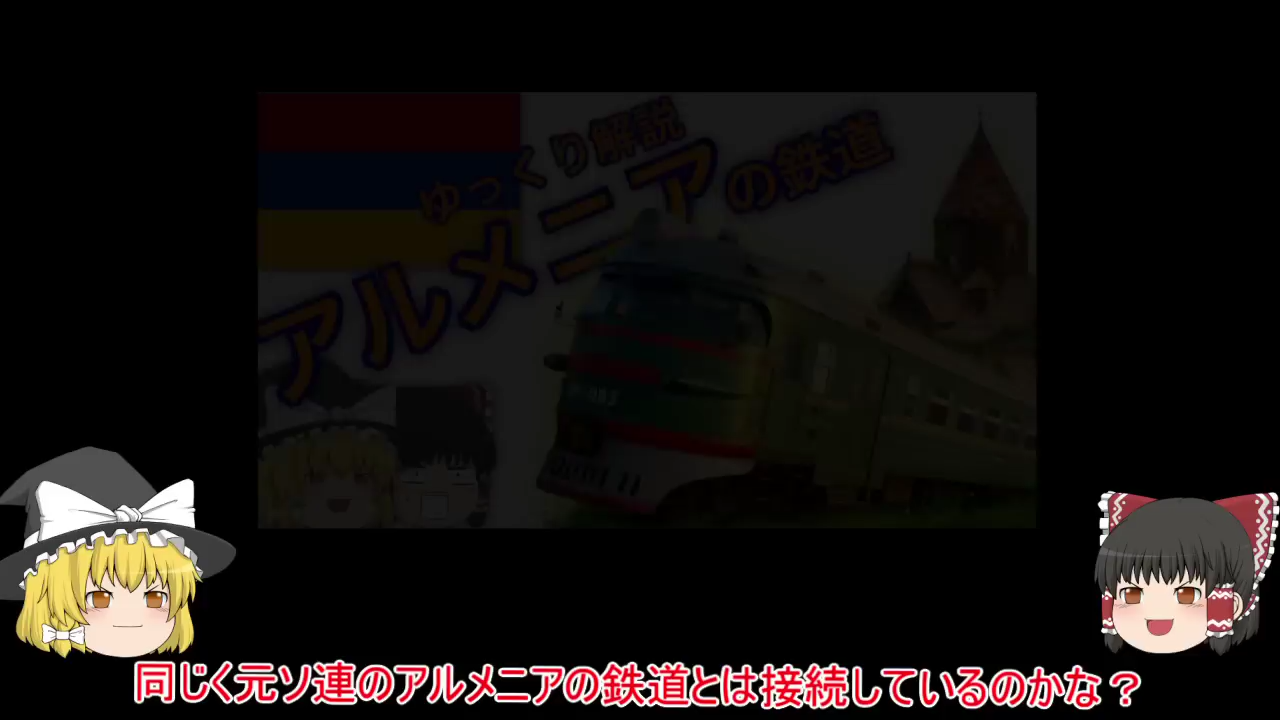 ゆっくり解説
アルメニアの鉄道
同じく元ソ連のアルメニアの鉄道とは接続しているのかな？